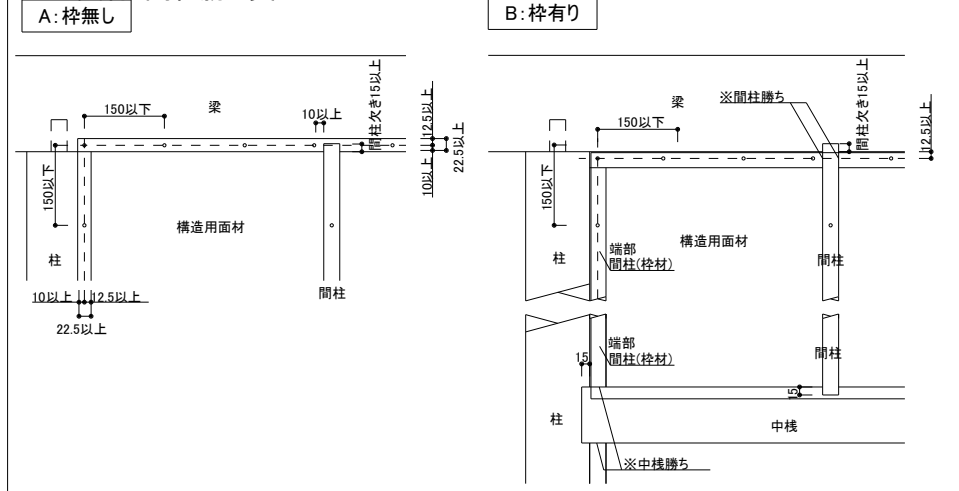 A:枠無し
150以下
梁
10以上
間柱欠き15以上
12.5以上
22.5以上
10以上
150以下
構造用面材
柱
間柱
10以上
12.5以上
22.5以上
B:枠有り
梁
※間柱勝ち
間柱欠き15以上
12.5以上
150以下
150以下
構造用面材
柱
端部
間柱(枠材)
間柱
端部
間柱(枠材)
間柱
15
15
柱
中桟
※中桟勝ち